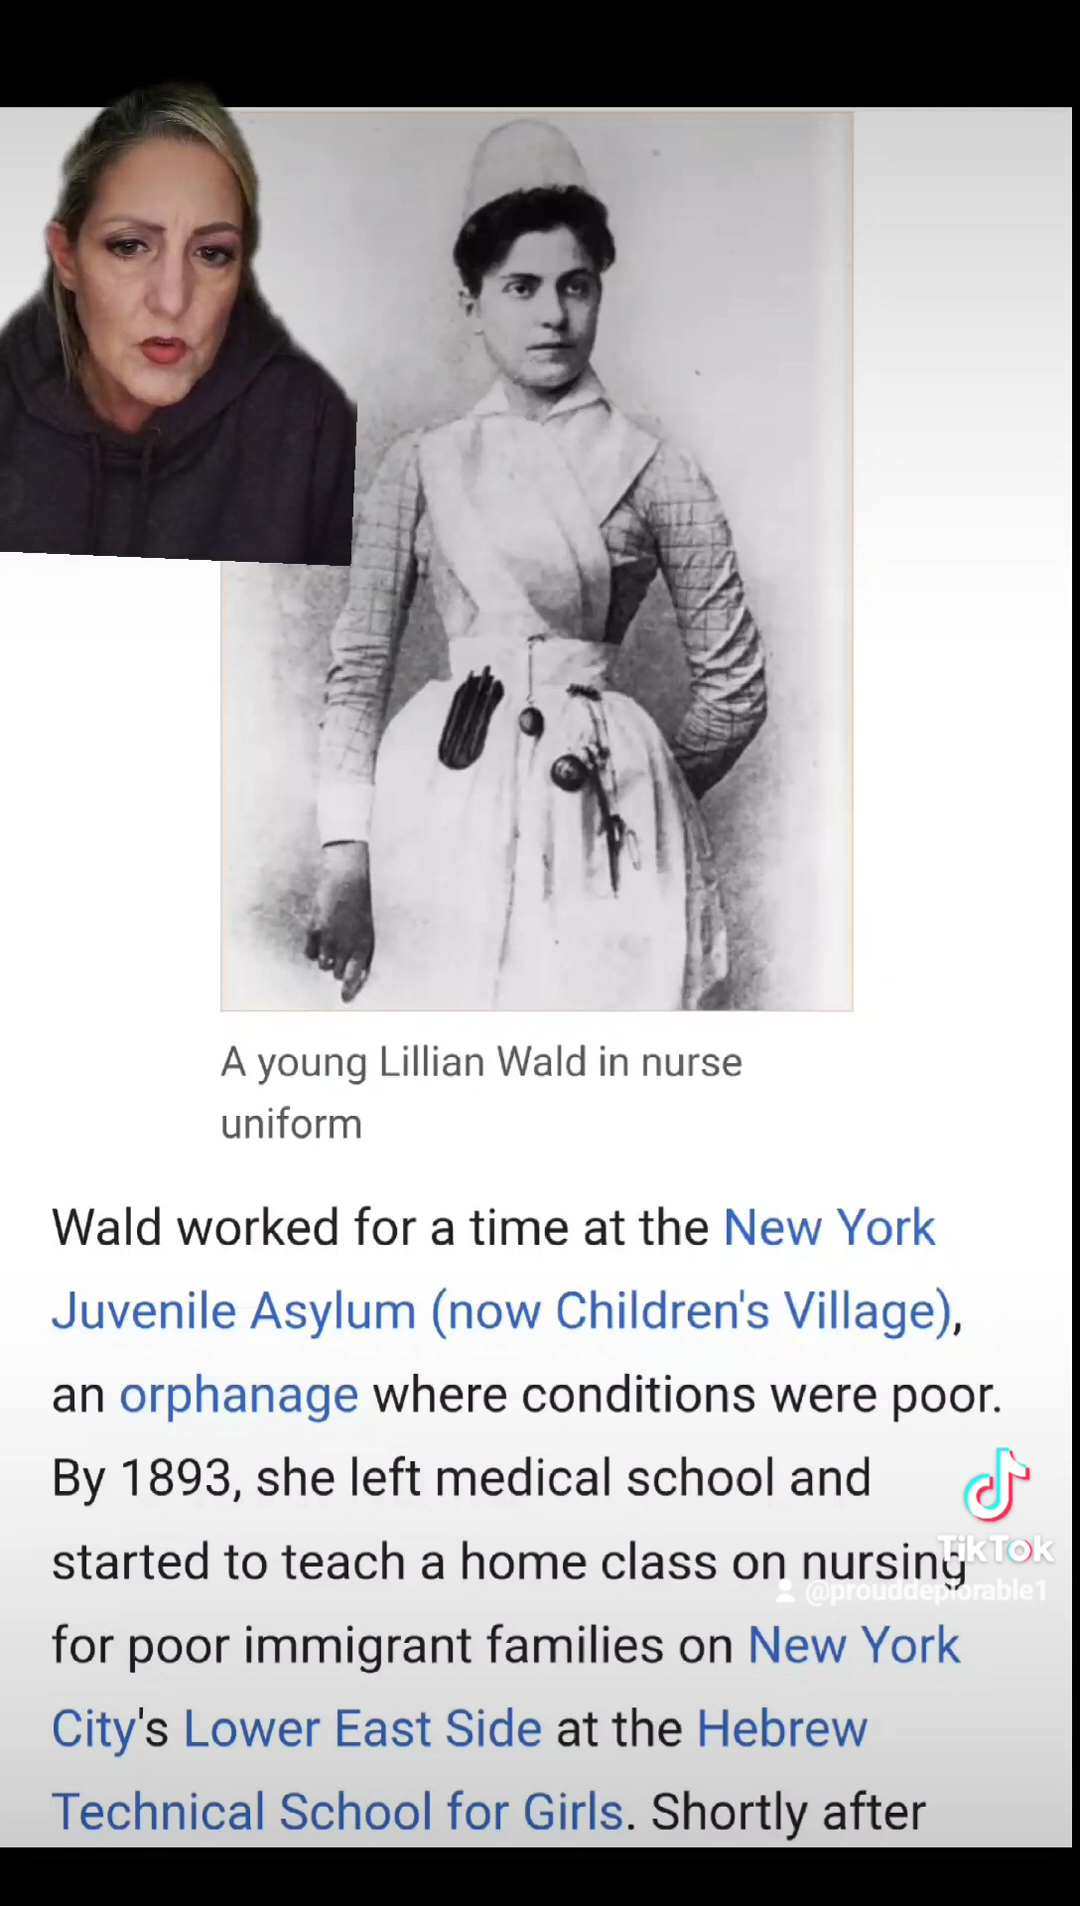 A young Lillian Wald in nurse
uniform
Wald worked for a time at the New York
Juvenile Asylum (now Children's Village),
an orphanage where conditions were poor.
By 1893, she left medical school and
started to teach a home class on nursing
for poor immigrant families on New York
City's Lower East Side at the Hebrew
Technical School for Girls. Shortly after
TikTok
@prouddeplorable1